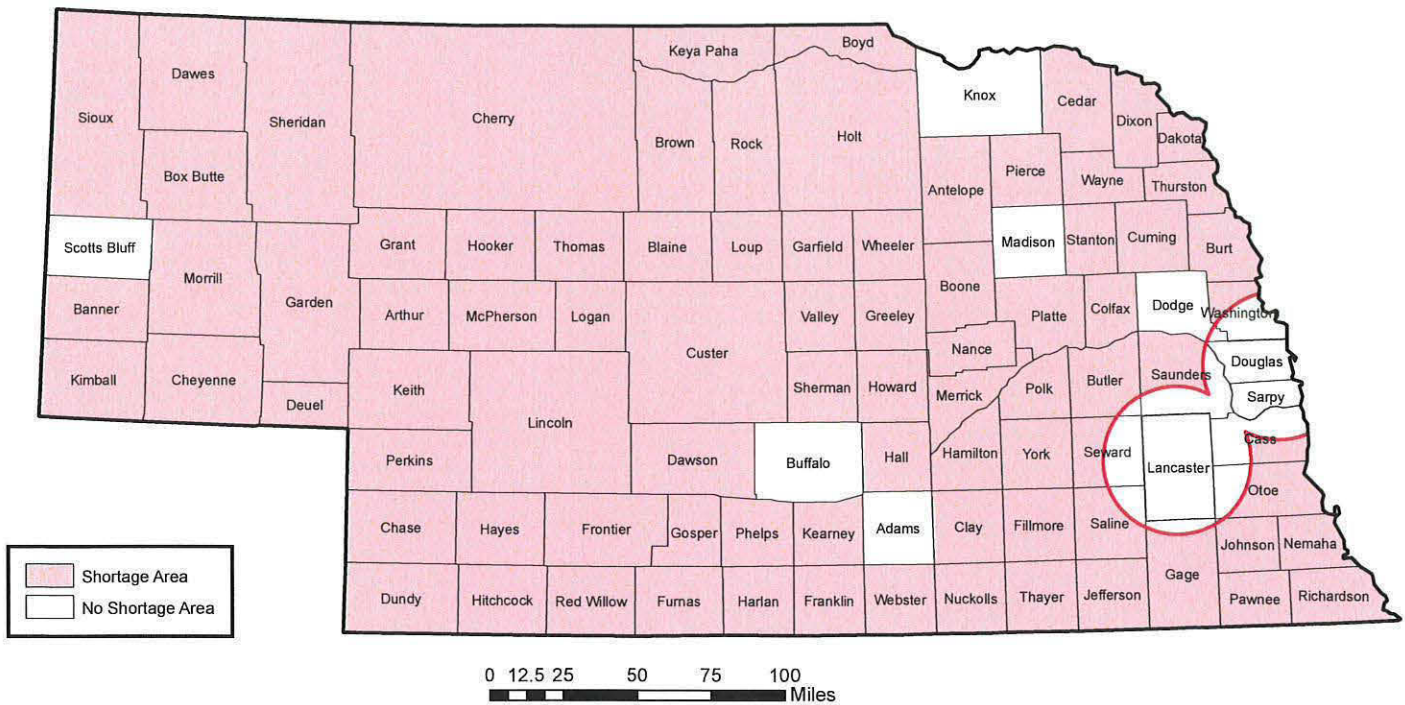 Keya Paha
Boyd
Dawes
Knox
Cedar
Sioux
Sheridan
Cherry
Dixon
Brown
Rock
Holt
Dakota
Box Butte
Antelope
Pierce
Wayne
Thurston
Scotts Bluff
Grant
Hooker
Thomas
Blaine
Loup
Garfield
Wheeler
Madison
Stanton
Cuming
Burt
Morrill
Garden
Boone
Banner
Arthur
McPherson
Logan
Valley
Greeley
Platte
Colfax
Dodge
Washington
Custer
Nance
Douglas
Kimball
Cheyenne
Keith
Sherman
Howard
Merrick
Polk
Butler
Saunders
Sarpy
Deuel
Lincoln
Cass
Perkins
Dawson
Buffalo
Hall
Hamilton
York
Seward
Lancaster
Otoe
Chase
Hayes
Frontier
Gosper
Phelps
Kearney
Adams
Clay
Fillmore
Saline
Johnson
Nemaha
Gage
Dundy
Hitchcock
Red Willow
Furnas
Harlan
Franklin
Webster
Nuckolls
Thayer
Jefferson
Pawnee
Richardson
Shortage Area
No Shortage Area
0 12.5 25 50 75 100
Miles